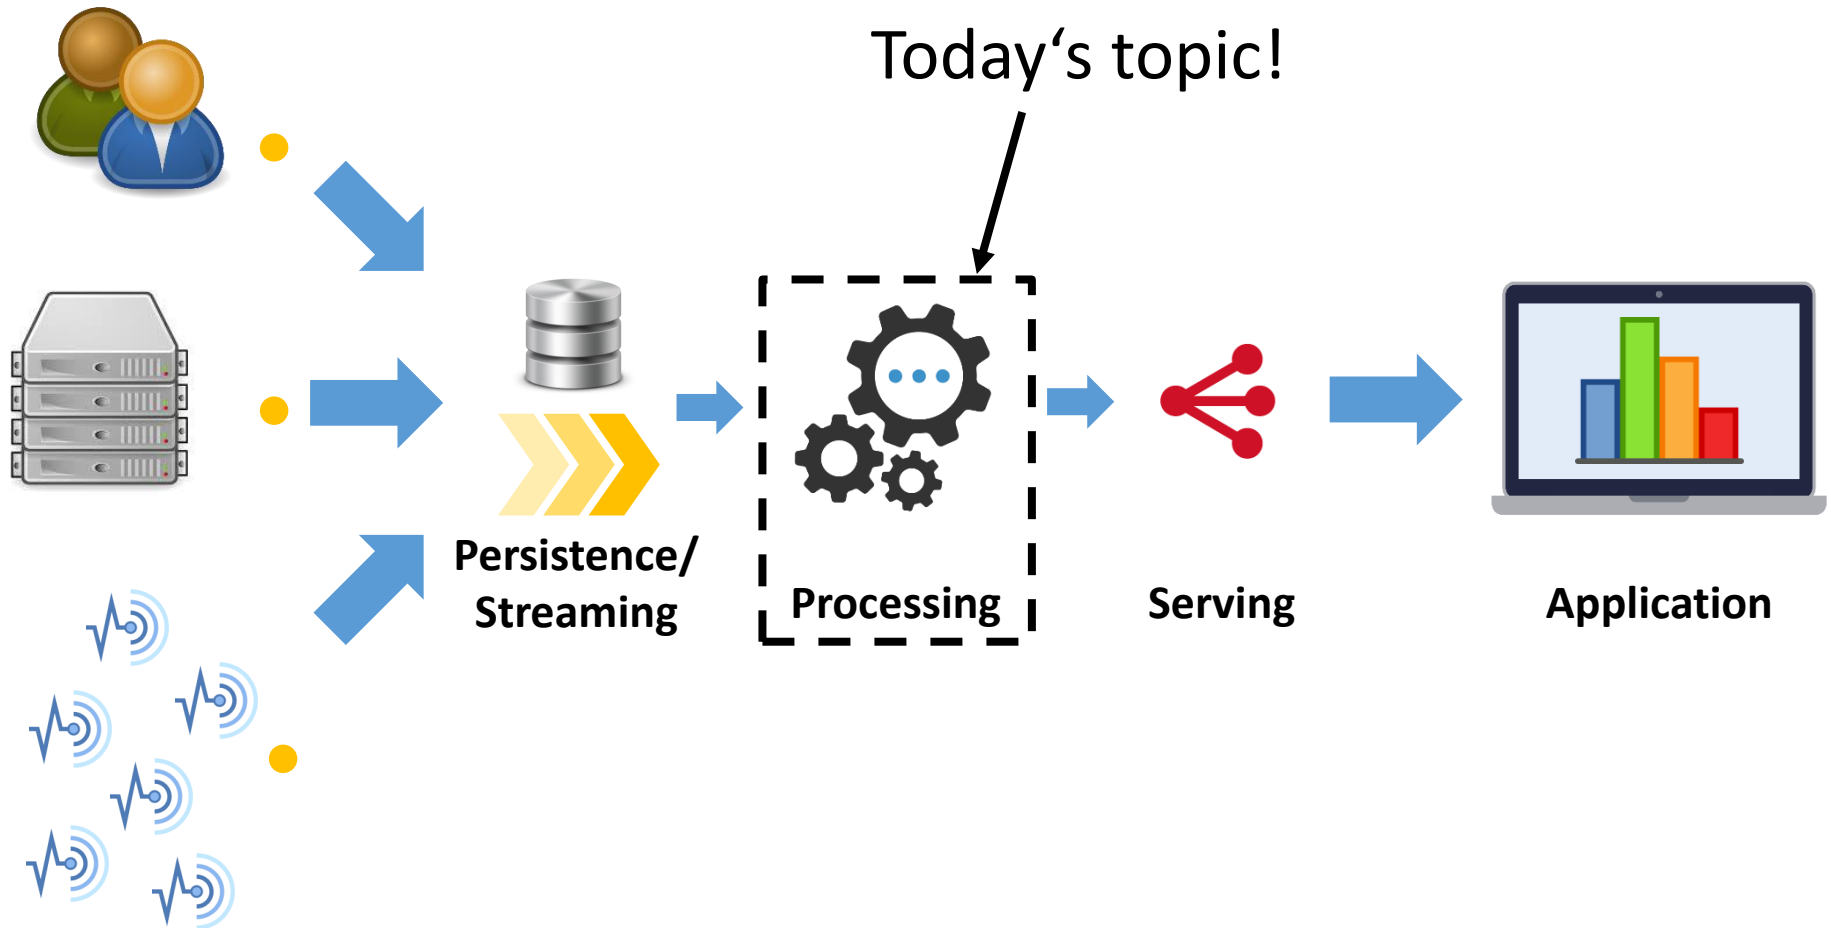 Today‘s topic!
Persistence/
Streaming
Processing
Serving
Application